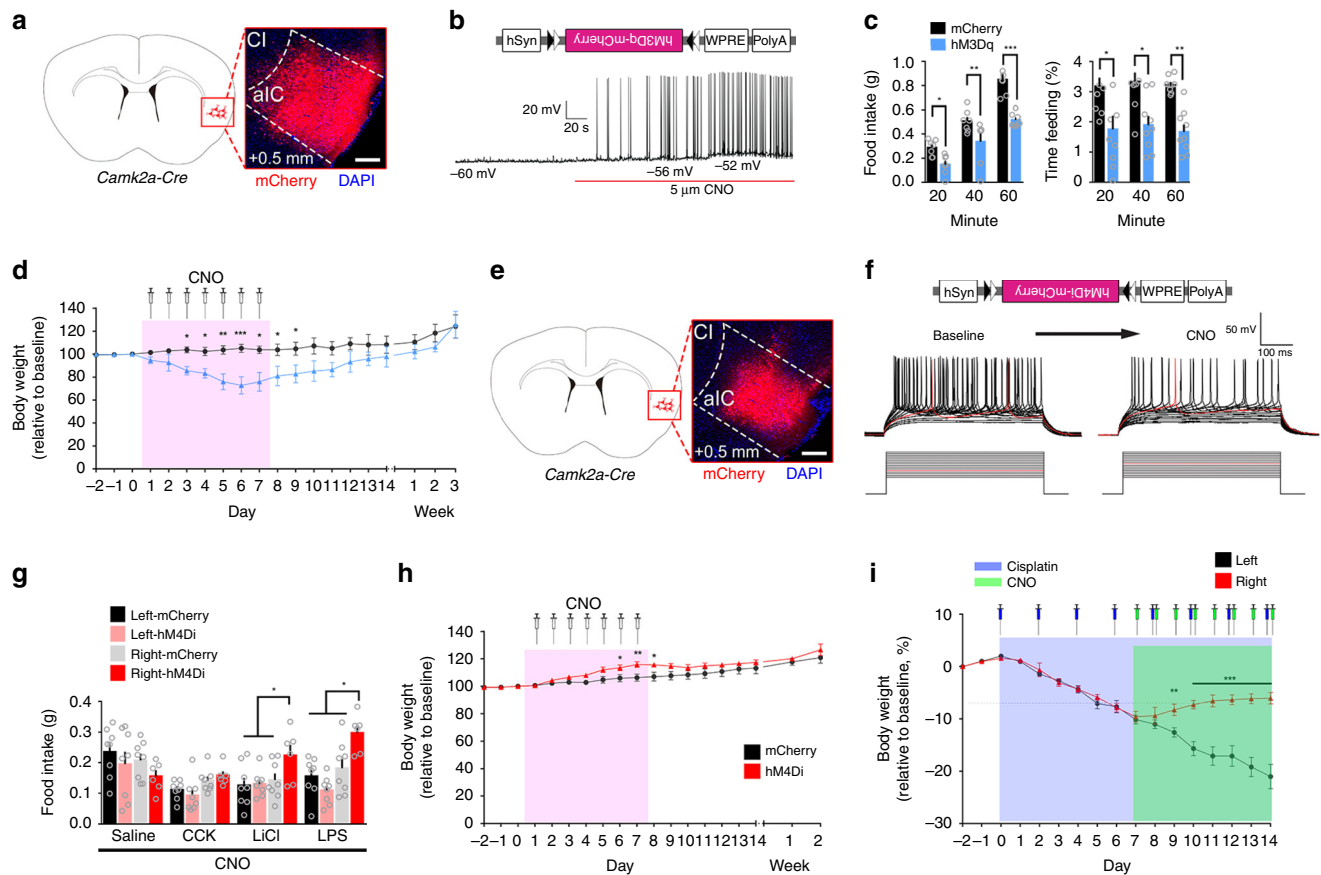 a
CI
aIC
+0.5 mm
Camk2a-Cre
mCherry DAPI
b
hSyn hM3Dq-mCherry WPRE PolyA
20 mV
20 s
−60 mV
−56 mV
−52 mV
5 μm CNO
c
mCherry
hM3Dq
Food intake (g)
1.0
0.8
0.6
0.4
0.2
0.0
* ** ***
20 40 60
Minute
Time feeding (%)
4
3
2
1
0
* * **
20 40 60
Minute
d
CNO
Body weight
(relative to baseline)
140
120
100
80
60
40
20
0
* * ** *** * * *
−2 −1 0 1 2 3 4 5 6 7 8 9 10 11 12 13 14 1 2 3
Day Week
e
CI
aIC
+0.5 mm
Camk2a-Cre
mCherry DAPI
f
hSyn hM4Di-mCherry WPRE PolyA
Baseline CNO
50 mV
100 ms
g
Left-mCherry
Left-hM4Di
Right-mCherry
Right-hM4Di
Food intake (g)
0.4
0.3
0.2
0.1
0.0
* *
Saline CCK LiCl LPS
CNO
h
CNO
Body weight
(relative to baseline)
140
120
100
80
60
40
20
0
* ** *
mCherry
hM4Di
−2 −1 0 1 2 3 4 5 6 7 8 9 10 11 12 13 14 1 2
Day Week
i
Cisplatin
CNO
Left
Right
Body weight
(relative to baseline, %)
10
0
−10
−20
−30
** ***
−2 −1 0 1 2 3 4 5 6 7 8 9 10 11 12 13 14
Day